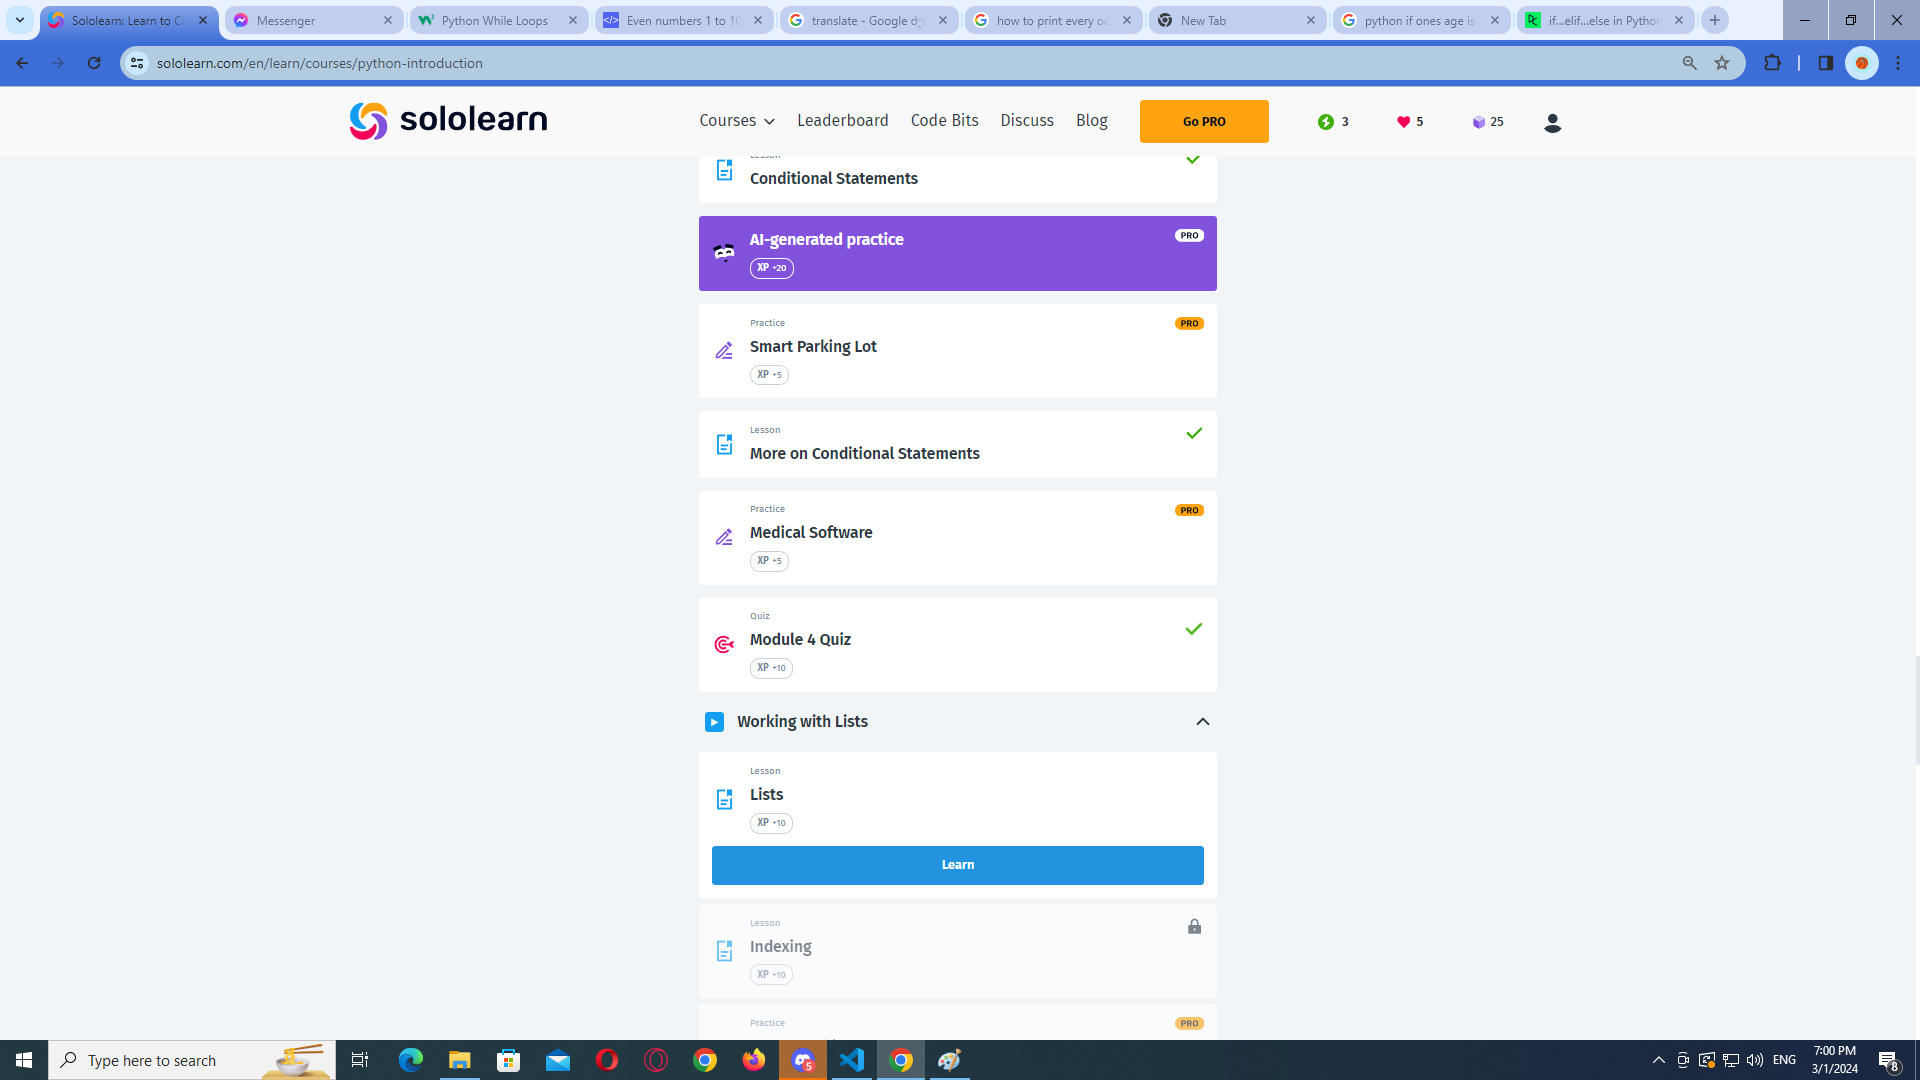 Sololearn: Learn to Co
Messenger
Python While Loops
Even numbers 1 to 10
translate - Google
how to print every od
New Tab
python if ones age is
if...elif...else in Python
sololearn.com/en/learn/courses/python-introduction
sololearn
Courses
Leaderboard
Code Bits
Discuss
Blog
Go PRO
3
5
25
Lesson
Conditional Statements
AI-generated practice
PRO
XP +20
Practice
PRO
Smart Parking Lot
XP +5
Lesson
More on Conditional Statements
Practice
PRO
Medical Software
XP +5
Quiz
Module 4 Quiz
XP +10
Working with Lists
Lesson
Lists
XP +10
Learn
Lesson
Indexing
XP +10
Practice
PRO
Type here to search
5
ENG
7:00 PM
3/1/2024
8